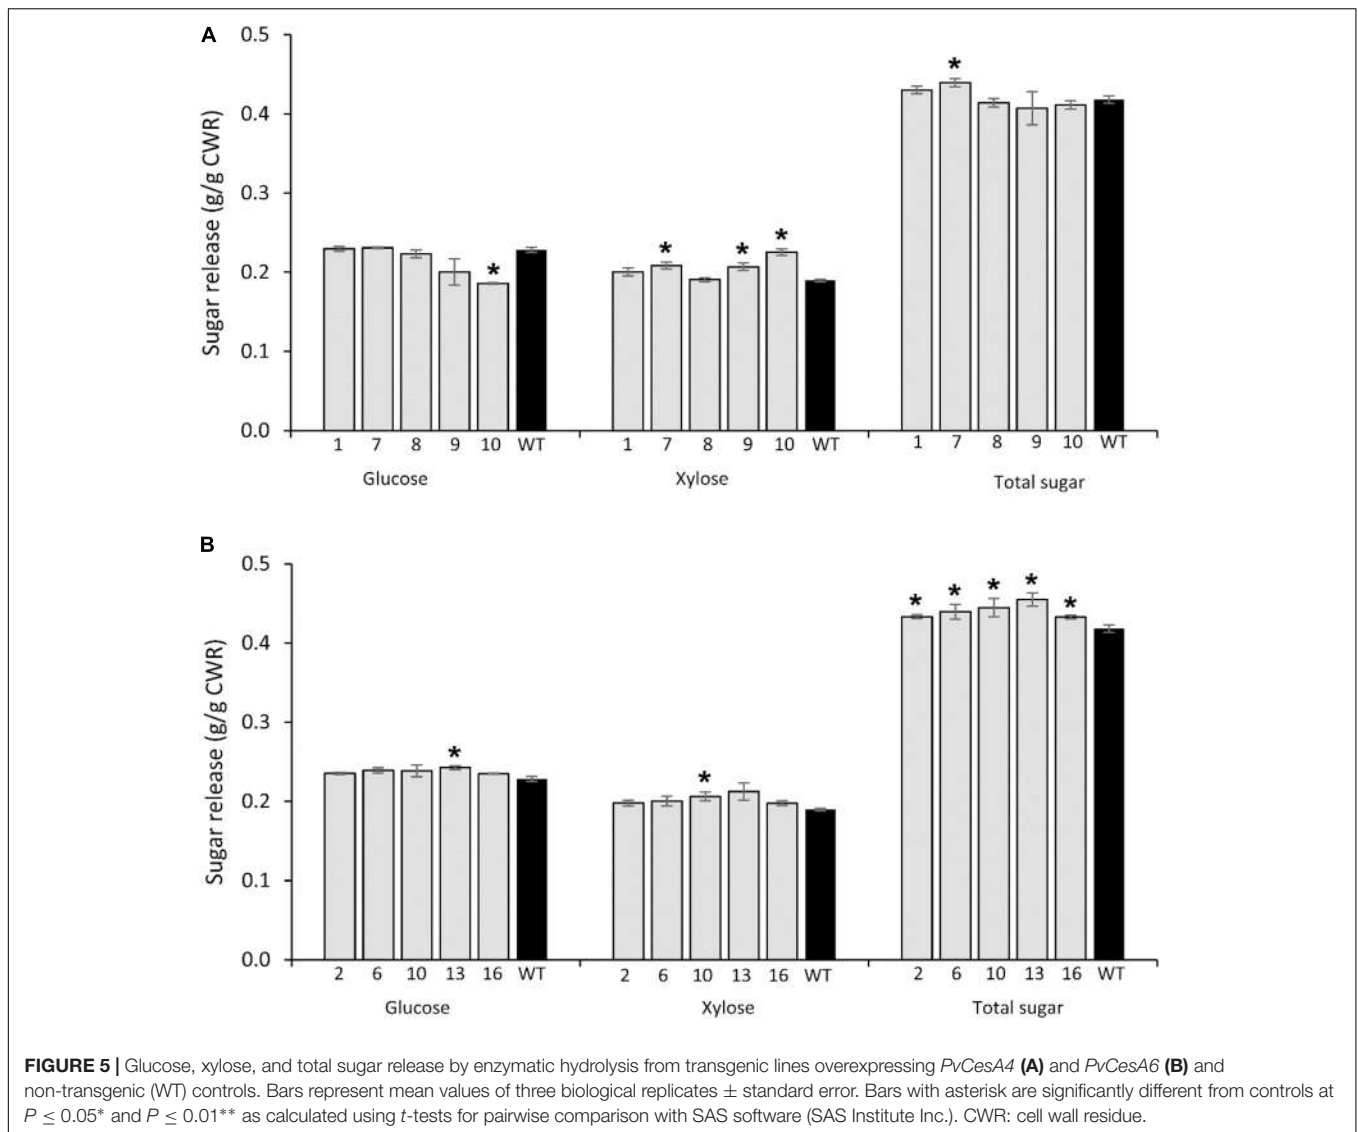 A
0.5
0.4
0.3
0.2
0.1
0.0
Sugar release (g/g CWR)
*
* * * *
1 7 8 9 10 WT 1 7 8 9 10 WT 1 7 8 9 10 WT
Glucose Xylose Total sugar
B
0.5
0.4
0.3
0.2
0.1
0.0
Sugar release (g/g CWR)
* * * * *
* *
2 6 10 13 16 WT 2 6 10 13 16 WT 2 6 10 13 16 WT
Glucose Xylose Total sugar
FIGURE 5 | Glucose, xylose, and total sugar release by enzymatic hydrolysis from transgenic lines overexpressing PvCesA4 (A) and PvCesA6 (B) and
non-transgenic (WT) controls. Bars represent mean values of three biological replicates ± standard error. Bars with asterisk are significantly different from controls at
P ≤ 0.05* and P ≤ 0.01** as calculated using t-tests for pairwise comparison with SAS software (SAS Institute Inc.). CWR: cell wall residue.